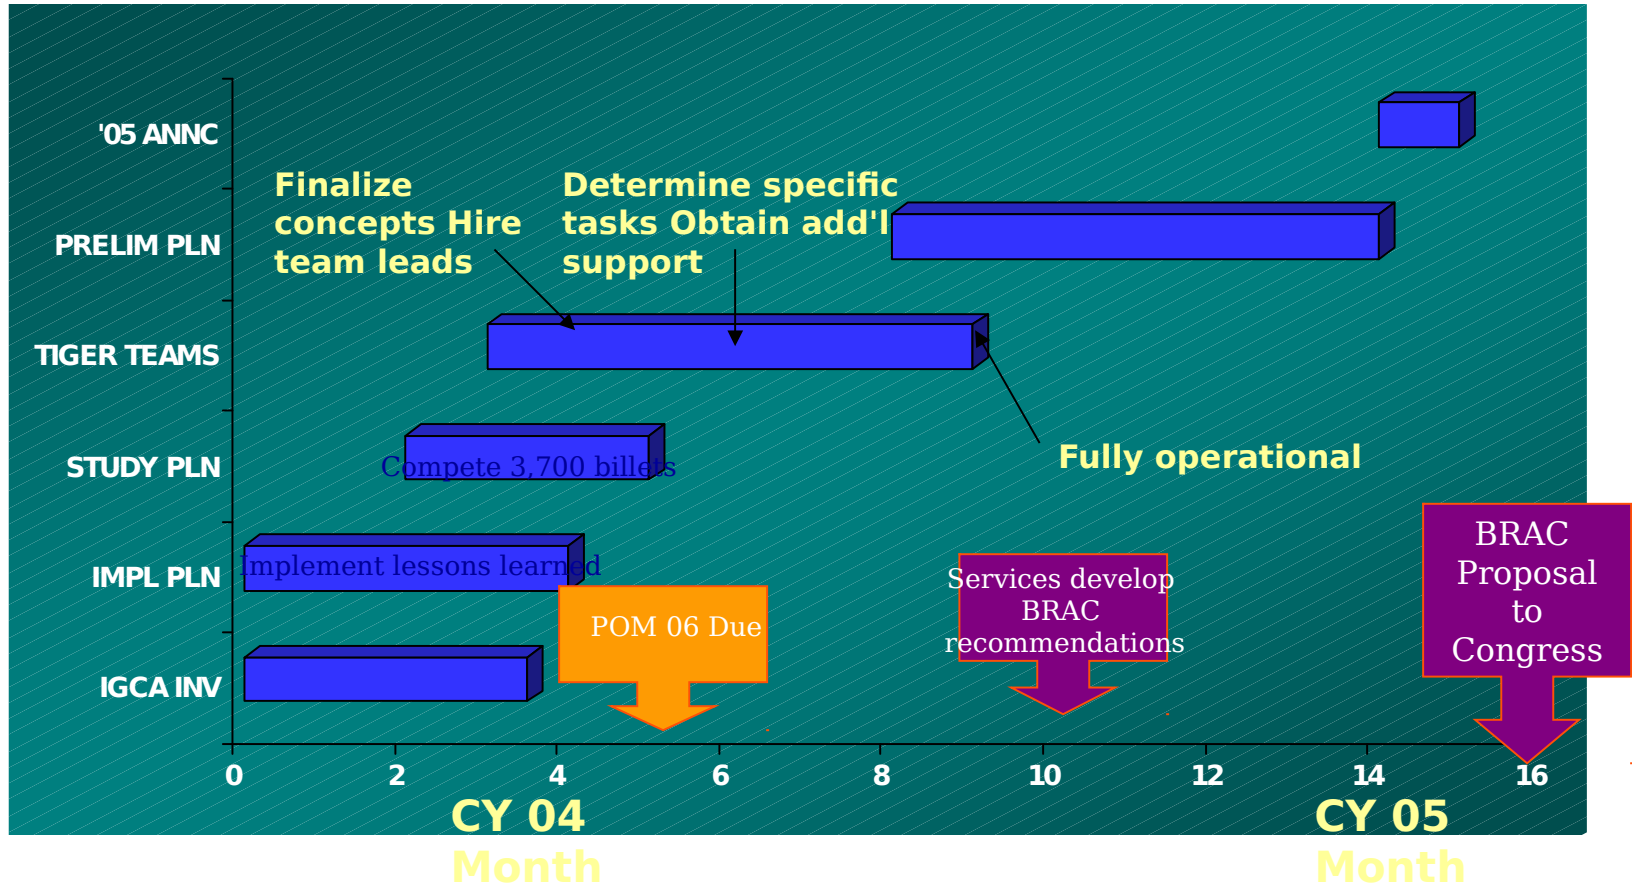 '05 ANNC
Finalize
concepts Hire
team leads
Determine specific
tasks Obtain add'l
support
PRELIM PLN
TIGER TEAMS
Fully operational
STUDY PLN
Compete 3,700 billets
IMPL PLN
Implement lessons learned
POM 06 Due
Services develop
BRAC
recommendations
BRAC
Proposal
to
Congress
IGCA INV
0 2 4 6 8 10 12 14 16
CY 04
Month
CY 05
Month